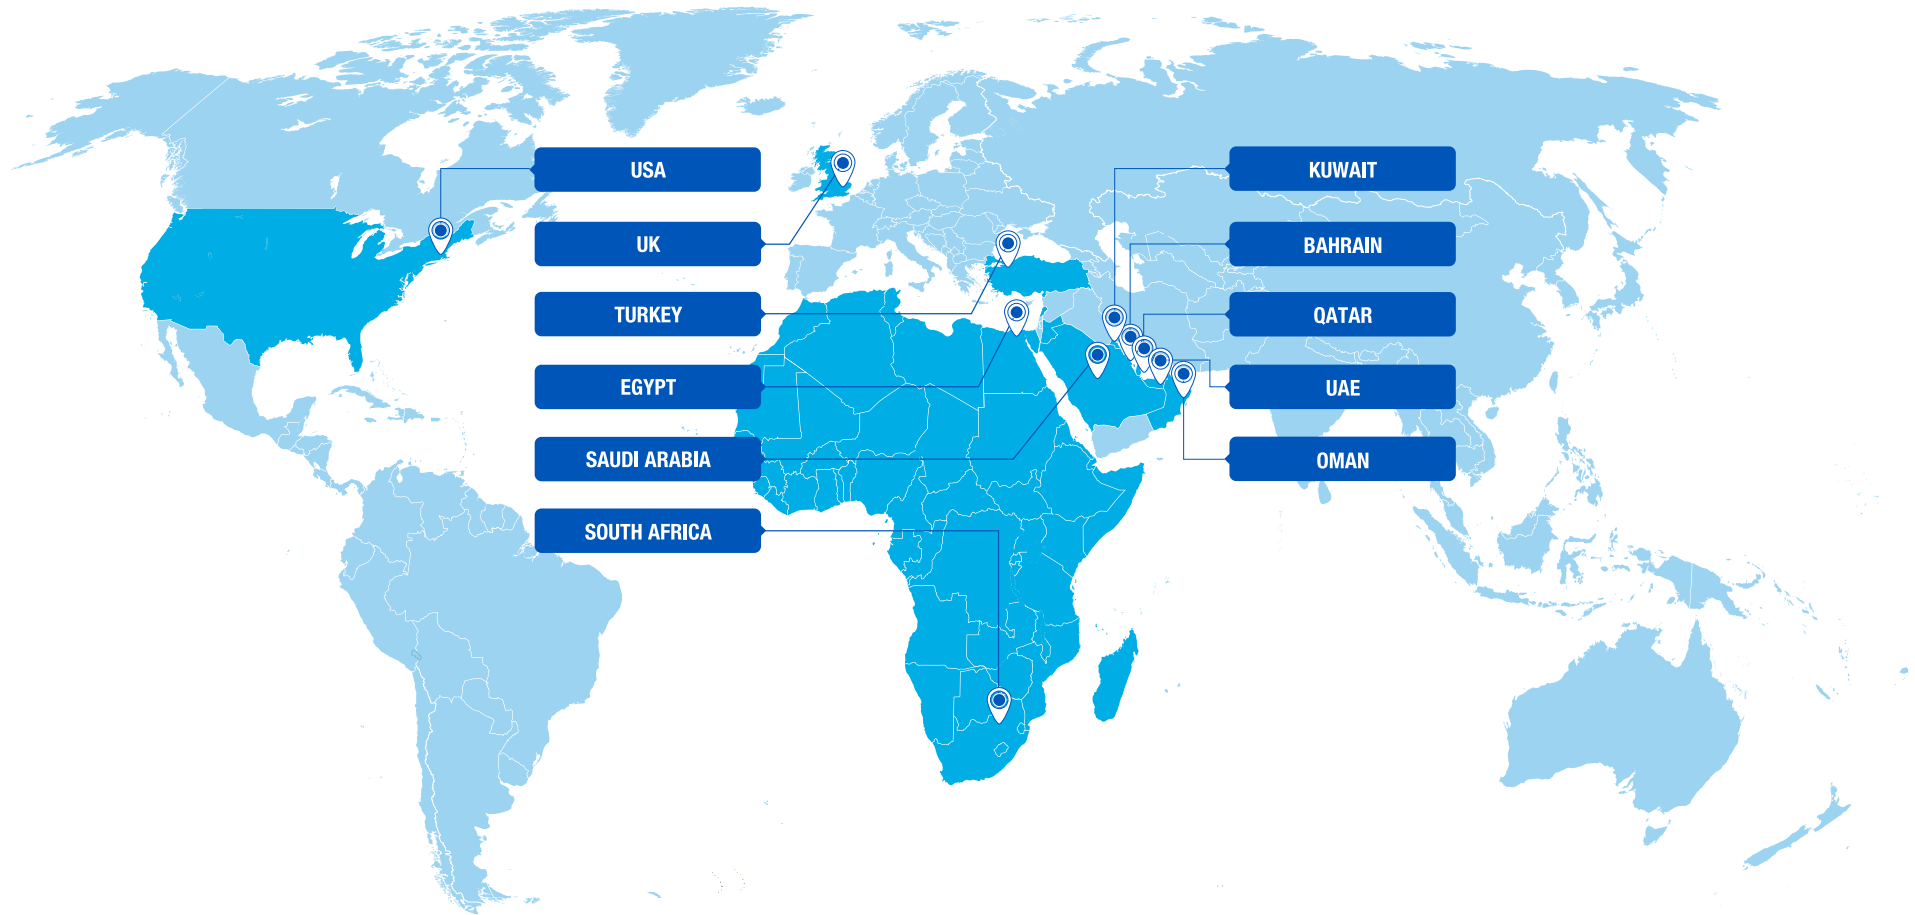 USA
UK
TURKEY
EGYPT
SAUDI ARABIA
SOUTH AFRICA
KUWAIT
BAHRAIN
QATAR
UAE
OMAN